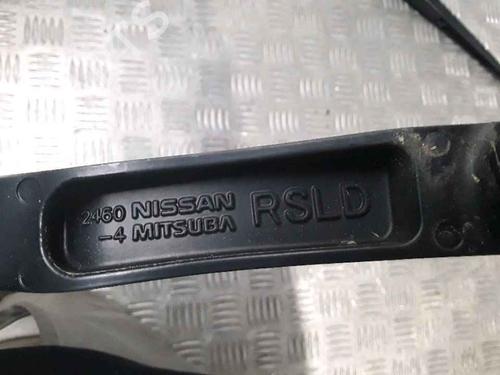 2460 NISSAN RSLD
-4 MITSUBA